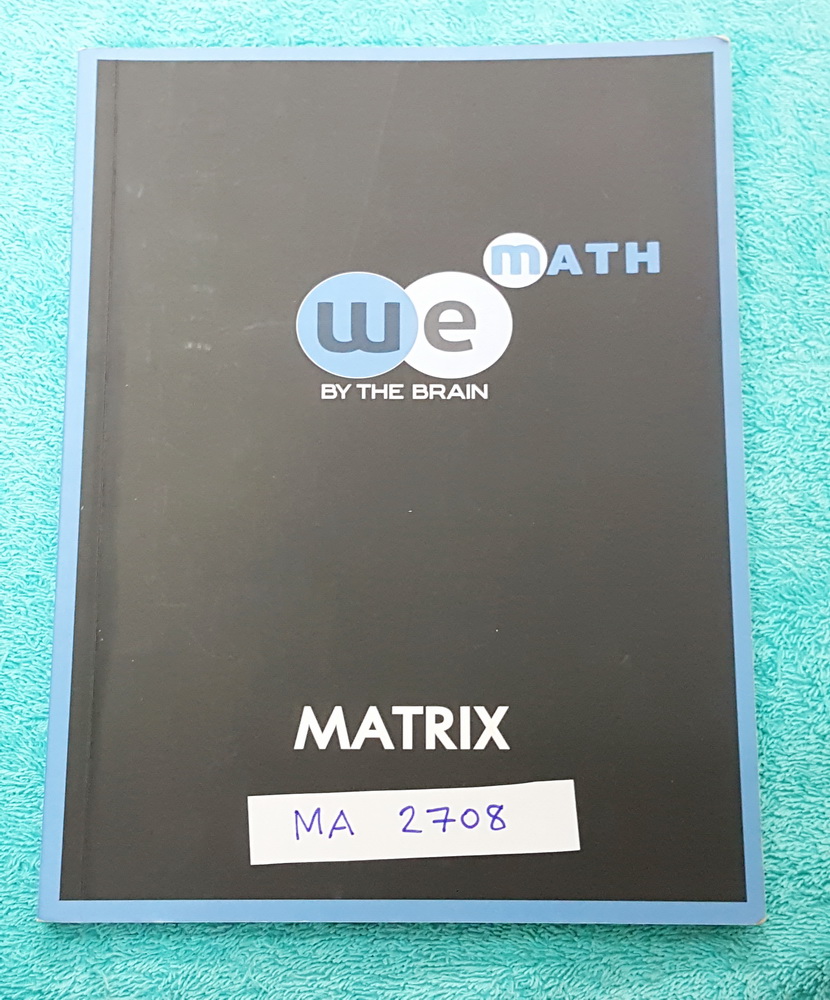 mATH
we
BY THE BRAIN
MATRIX
MA 2708